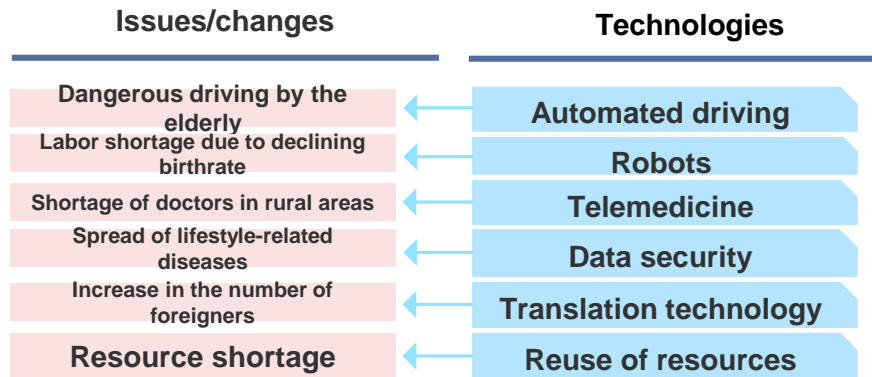 Issues/changes
Technologies
Dangerous driving by the
elderly
Automated driving
Labor shortage due to declining
birthrate
Robots
Shortage of doctors in rural areas
Telemedicine
Spread of lifestyle-related
diseases
Data security
Increase in the number of
foreigners
Translation technology
Resource shortage
Reuse of resources